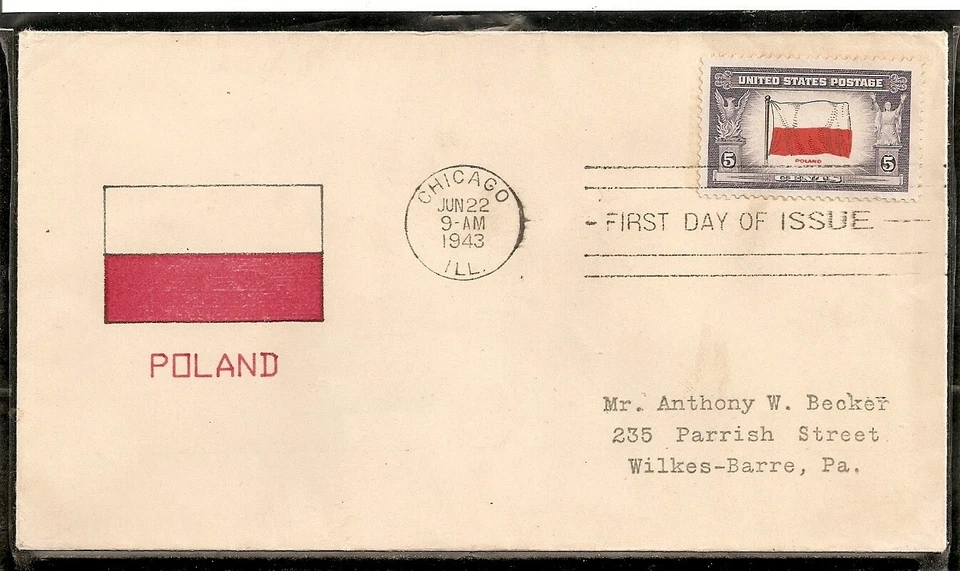 UNITED STATES POSTAGE
POLAND
5 5
CENTS
CHICAGO
JUN 22
9-AM
1943
ILL.
FIRST DAY OF ISSUE
POLAND
Mr. Anthony W. Becker
235 Parrish Street
Wilkes-Barre, Pa.